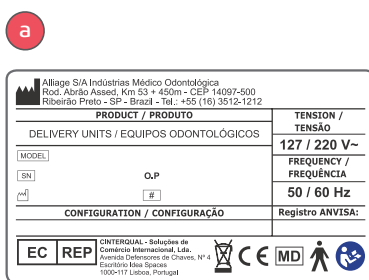 a
Alliage S/A Indústrias Médico Odontológica
Rod. Abrão Assed, Km 53 + 450m - CEP 14097-500
Ribeirão Preto - SP - Brazil - Tel.: +55 (16) 3512-1212
PRODUCT / PRODUTO
DELIVERY UNITS / EQUIPOS ODONTOLÓGICOS
TENSION /
TENSÃO
127 / 220 V~
FREQUENCY /
FREQUÊNCIA
50 / 60 Hz
MODEL
SN
O.P
#
CONFIGURATION / CONFIGURAÇÃO
Registro ANVISA:
EC REP
CINTERQUAL - Soluções de
Comércio Internacional, Lda.
Avenida Defensores de Chaves, Nº 4
Escritório Idea Spaces
1000-117 Lisboa, Portugal
CE
MD